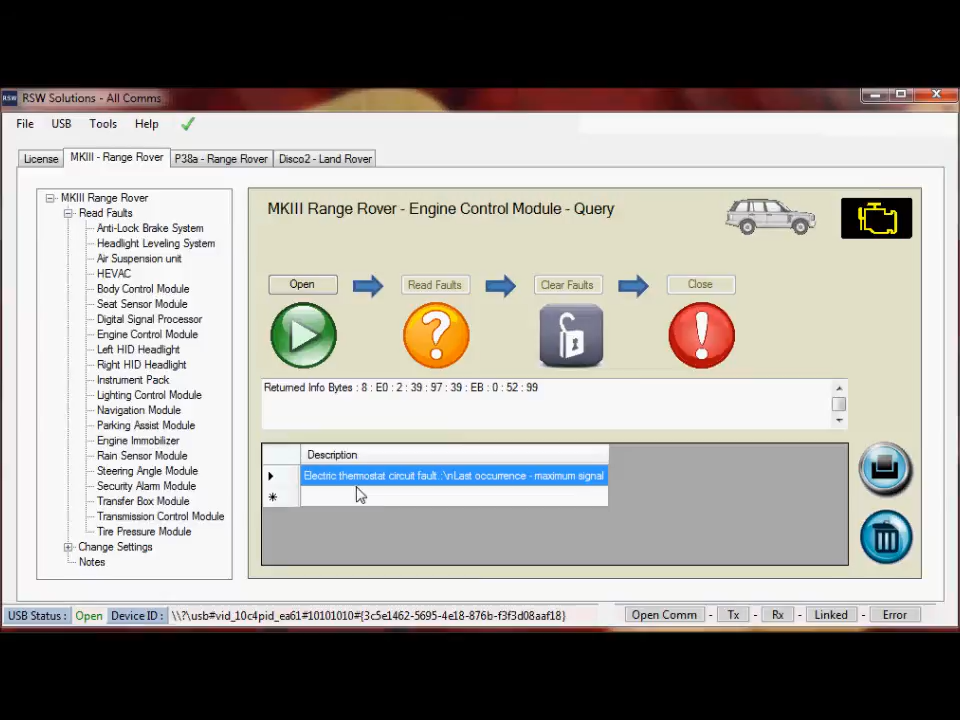 RSW RSW Solutions - All Comms
File USB Tools Help
License MKIII - Range Rover P38a - Range Rover Disco2 - Land Rover
MKIII Range Rover
Read Faults
Anti-Lock Brake System
Headlight Leveling System
Air Suspension unit
HEVAC
Body Control Module
Seat Sensor Module
Digital Signal Processor
Engine Control Module
Left HID Headlight
Right HID Headlight
Instrument Pack
Lighting Control Module
Navigation Module
Parking Assist Module
Engine Immobilizer
Rain Sensor Module
Steering Angle Module
Security Alarm Module
Transfer Box Module
Transmission Control Module
Tire Pressure Module
Change Settings
Notes
MKIII Range Rover - Engine Control Module - Query
Open Read Faults Clear Faults Close
Returned Info Bytes : 8 : E0 : 2 : 39 : 97 : 39 : EB : 0 : 52 : 99
Description
Electric thermostat circuit fault.:\nLast occurrence - maximum signal
USB Status : Open Device ID : \\?\usb#vid_10c4pid_ea61#10101010#{3c5e1462-5695-4e18-876b-f3f3d08aaf18} Open Comm - Tx - Rx - Linked - Error